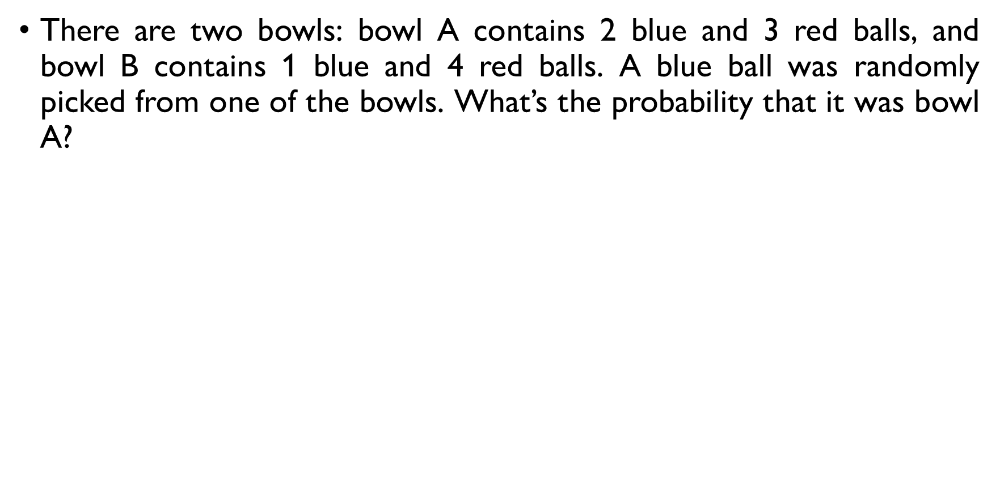 • There are two bowls: bowl A contains 2 blue and 3 red balls, and
bowl B contains 1 blue and 4 red balls. A blue ball was randomly
picked from one of the bowls. What’s the probability that it was bowl
A?